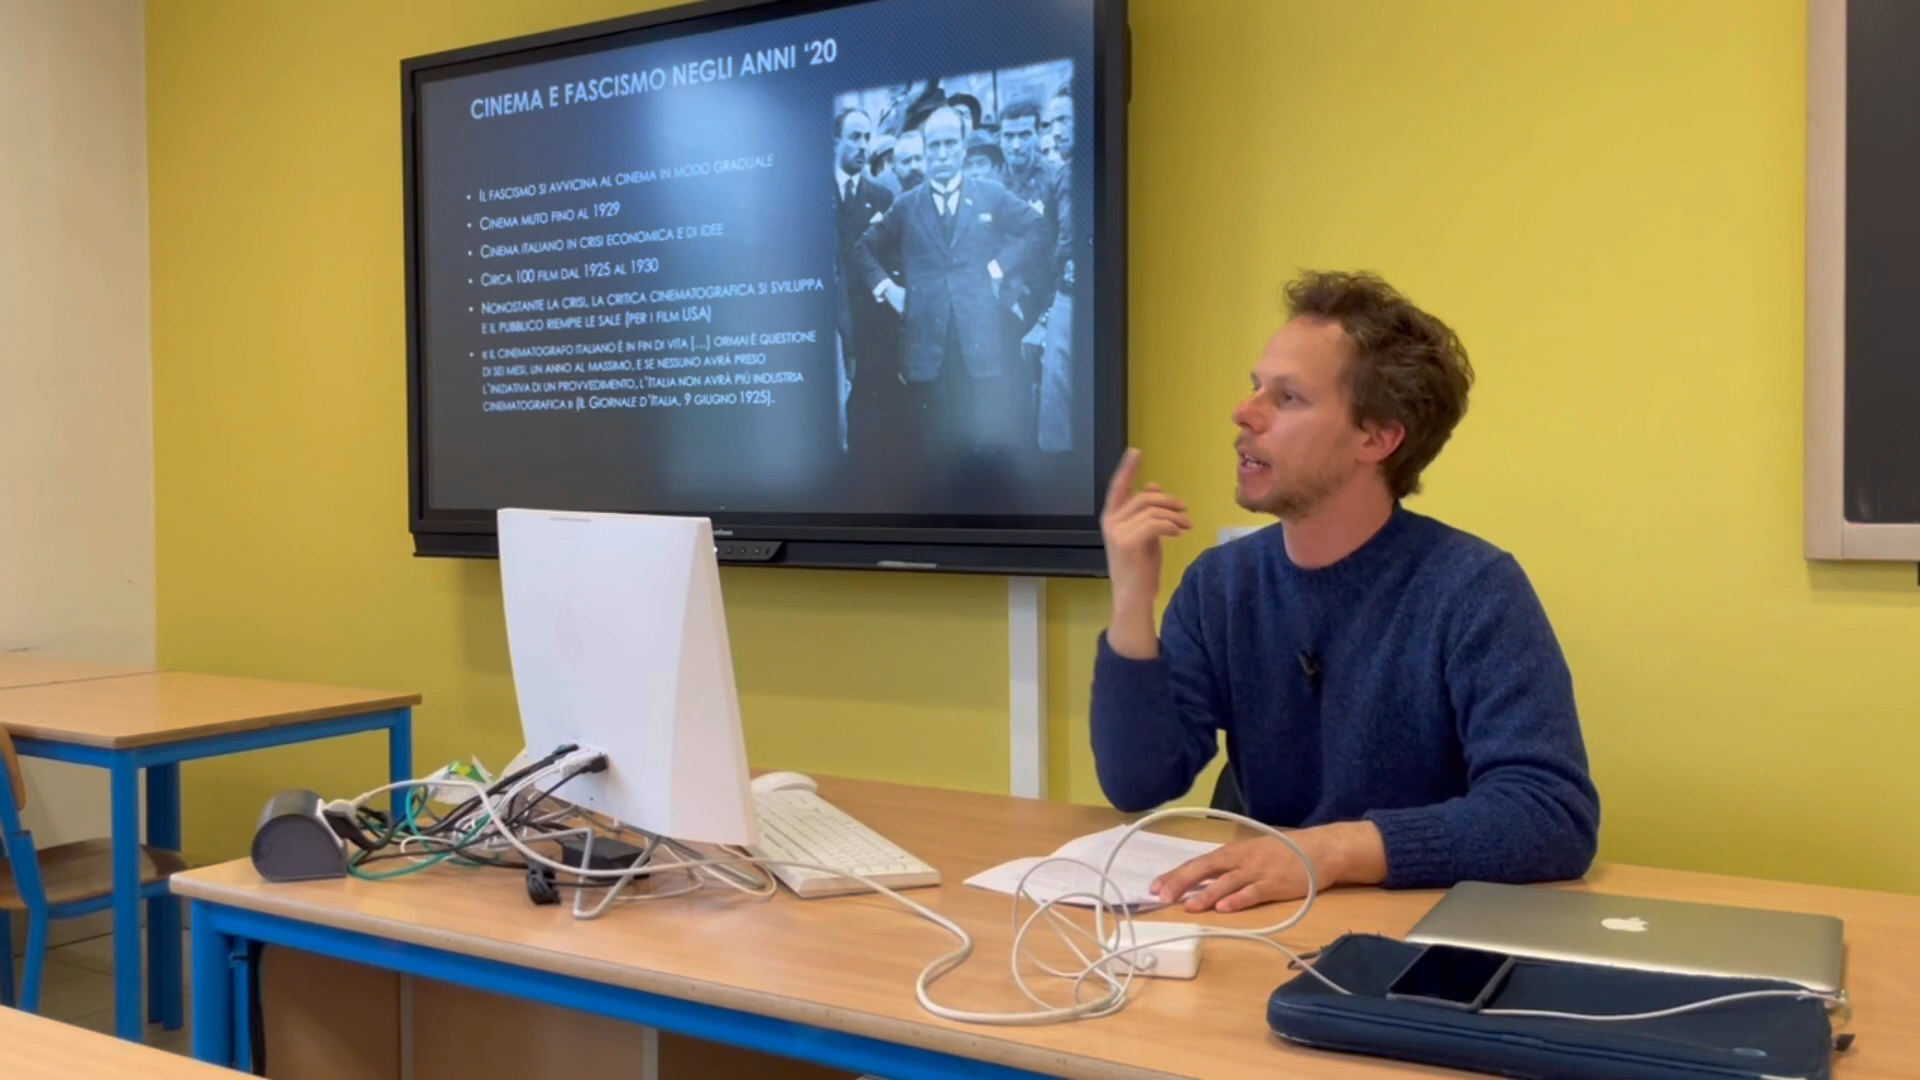 CINEMA E FASCISMO NEGLI ANNI ‘20
• IL FASCISMO SI AVVICINA AL CINEMA IN MODO GRADUALE
• CINEMA MUTO FINO AL 1929
• CINEMA ITALIANO IN CRISI ECONOMICA E DI IDEE
• CIRCA 100 FILM DAL 1925 AL 1930
• NONOSTANTE LA CRISI, LA CRITICA CINEMATOGRAFICA SI SVILUPPA
E IL PUBBLICO RIEMPIE LE SALE (PER I FILM USA)
• « IL CINEMATOGRAFO ITALIANO È IN FIN DI VITA [...] ORMAI È QUESTIONE
DI SEI MESI, UN ANNO AL MASSIMO, E SE NESSUNO AVRÀ PRESO
L’INIZIATIVA DI UN PROVVEDIMENTO, L’ITALIA NON AVRÀ PIÙ INDUSTRIA
CINEMATOGRAFICA » (IL GIORNALE D’ITALIA, 9 GIUGNO 1925).